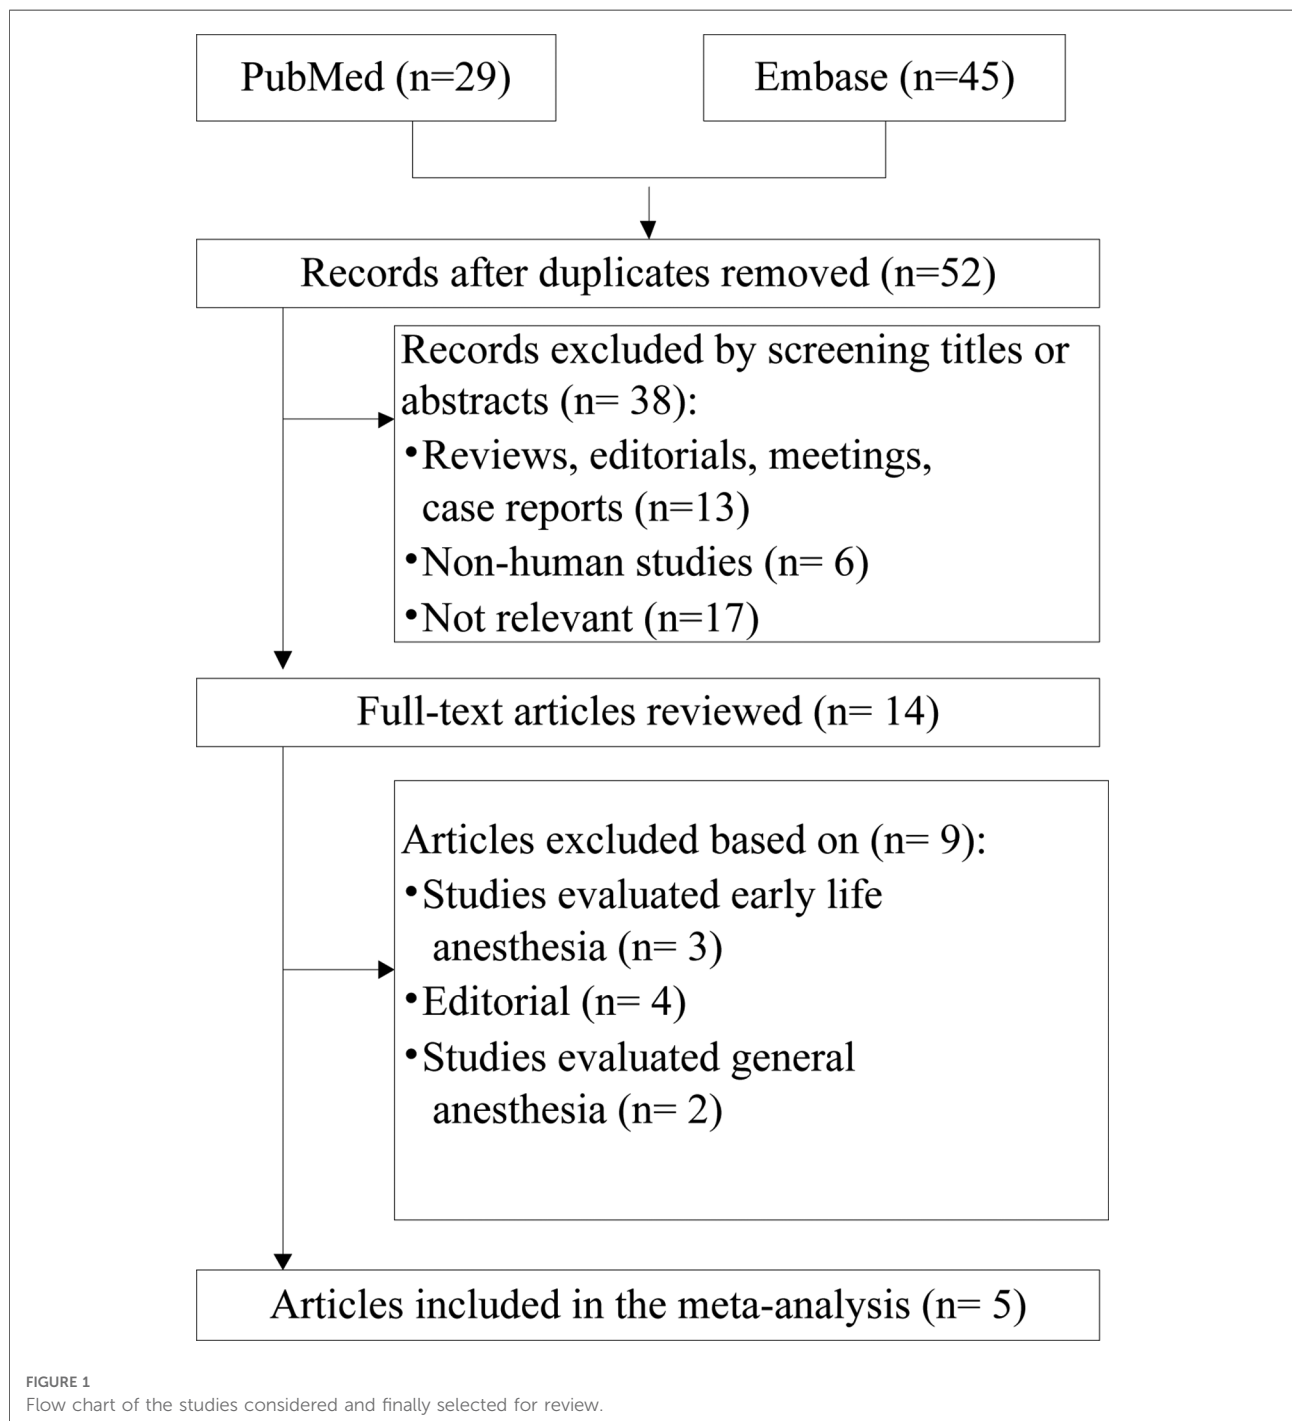 PubMed (n=29)
Embase (n=45)
Records after duplicates removed (n=52)
Records excluded by screening titles or
abstracts (n= 38):
•Reviews, editorials, meetings,
case reports (n=13)
•Non-human studies (n= 6)
•Not relevant (n=17)
Full-text articles reviewed (n= 14)
Articles excluded based on (n= 9):
•Studies evaluated early life
anesthesia (n= 3)
•Editorial (n= 4)
•Studies evaluated general
anesthesia (n= 2)
Articles included in the meta-analysis (n= 5)
FIGURE 1
Flow chart of the studies considered and finally selected for review.